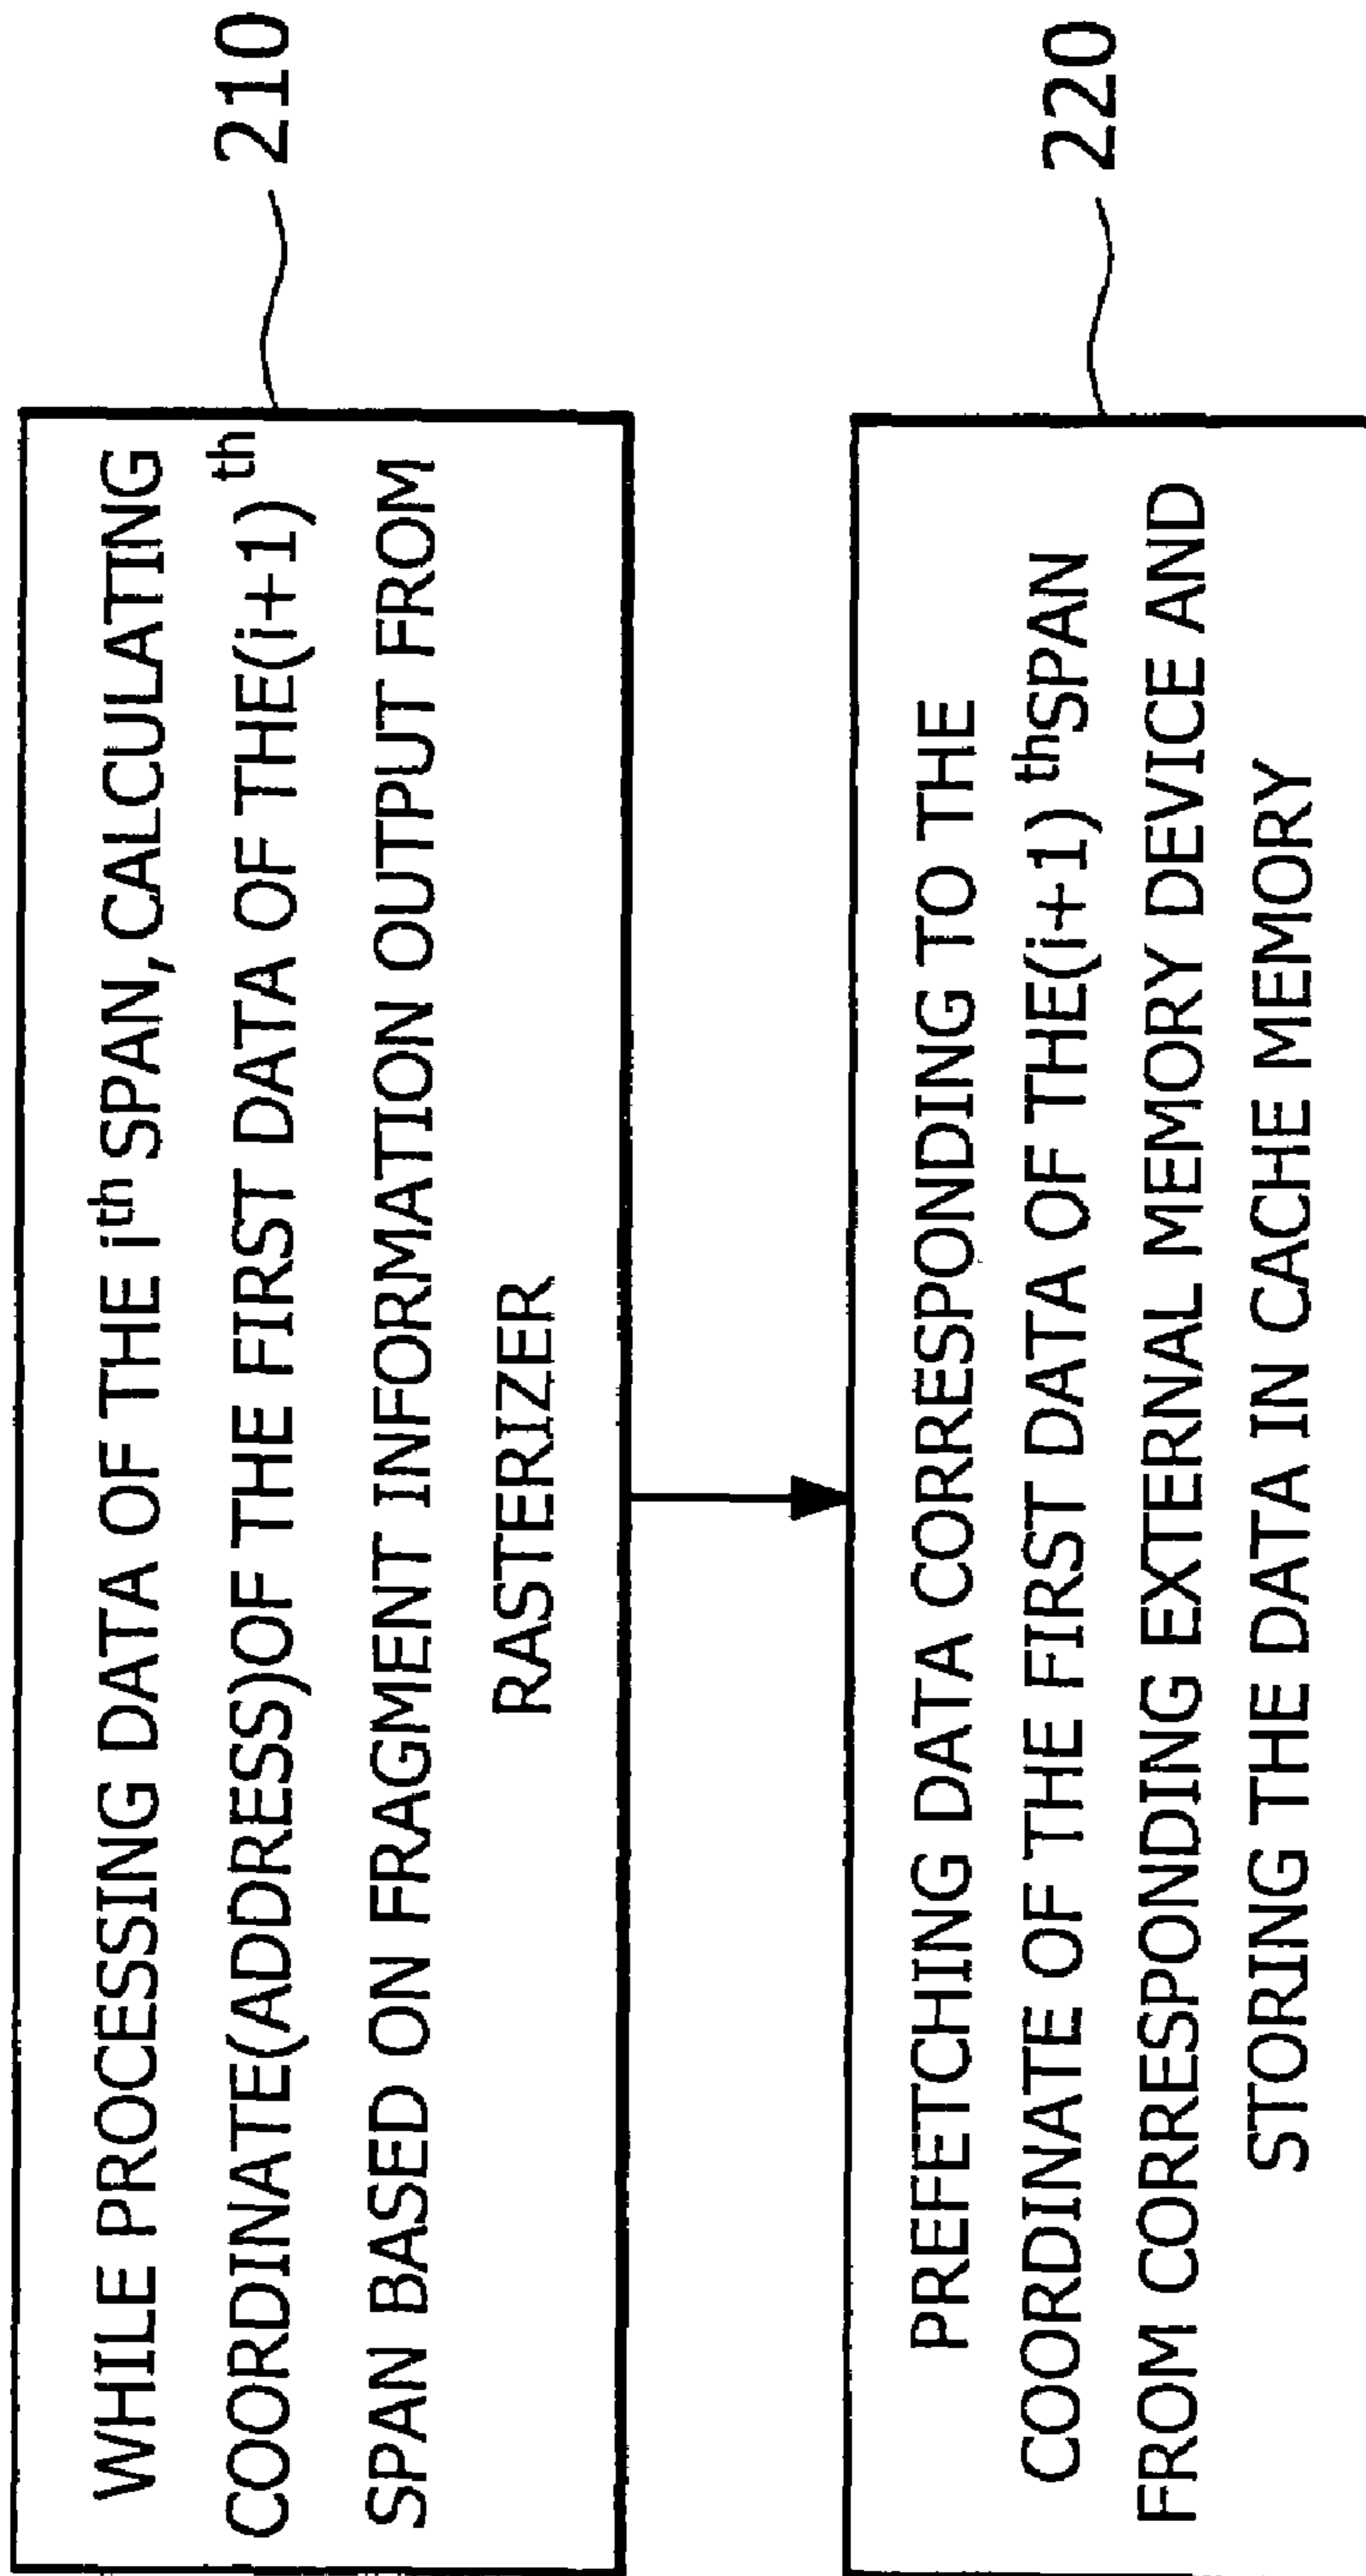 WHILE PROCESSING DATA OF THE ith SPAN, CALCULATING
COORDINATE(ADDRESS)OF THE FIRST DATA OF THE(i+1)th
SPAN BASED ON FRAGMENT INFORMATION OUTPUT FROM
RASTERIZER
210
PREFETCHING DATA CORRESPONDING TO THE
COORDINATE OF THE FIRST DATA OF THE(i+1)thSPAN
FROM CORRESPONDING EXTERNAL MEMORY DEVICE AND
STORING THE DATA IN CACHE MEMORY
220